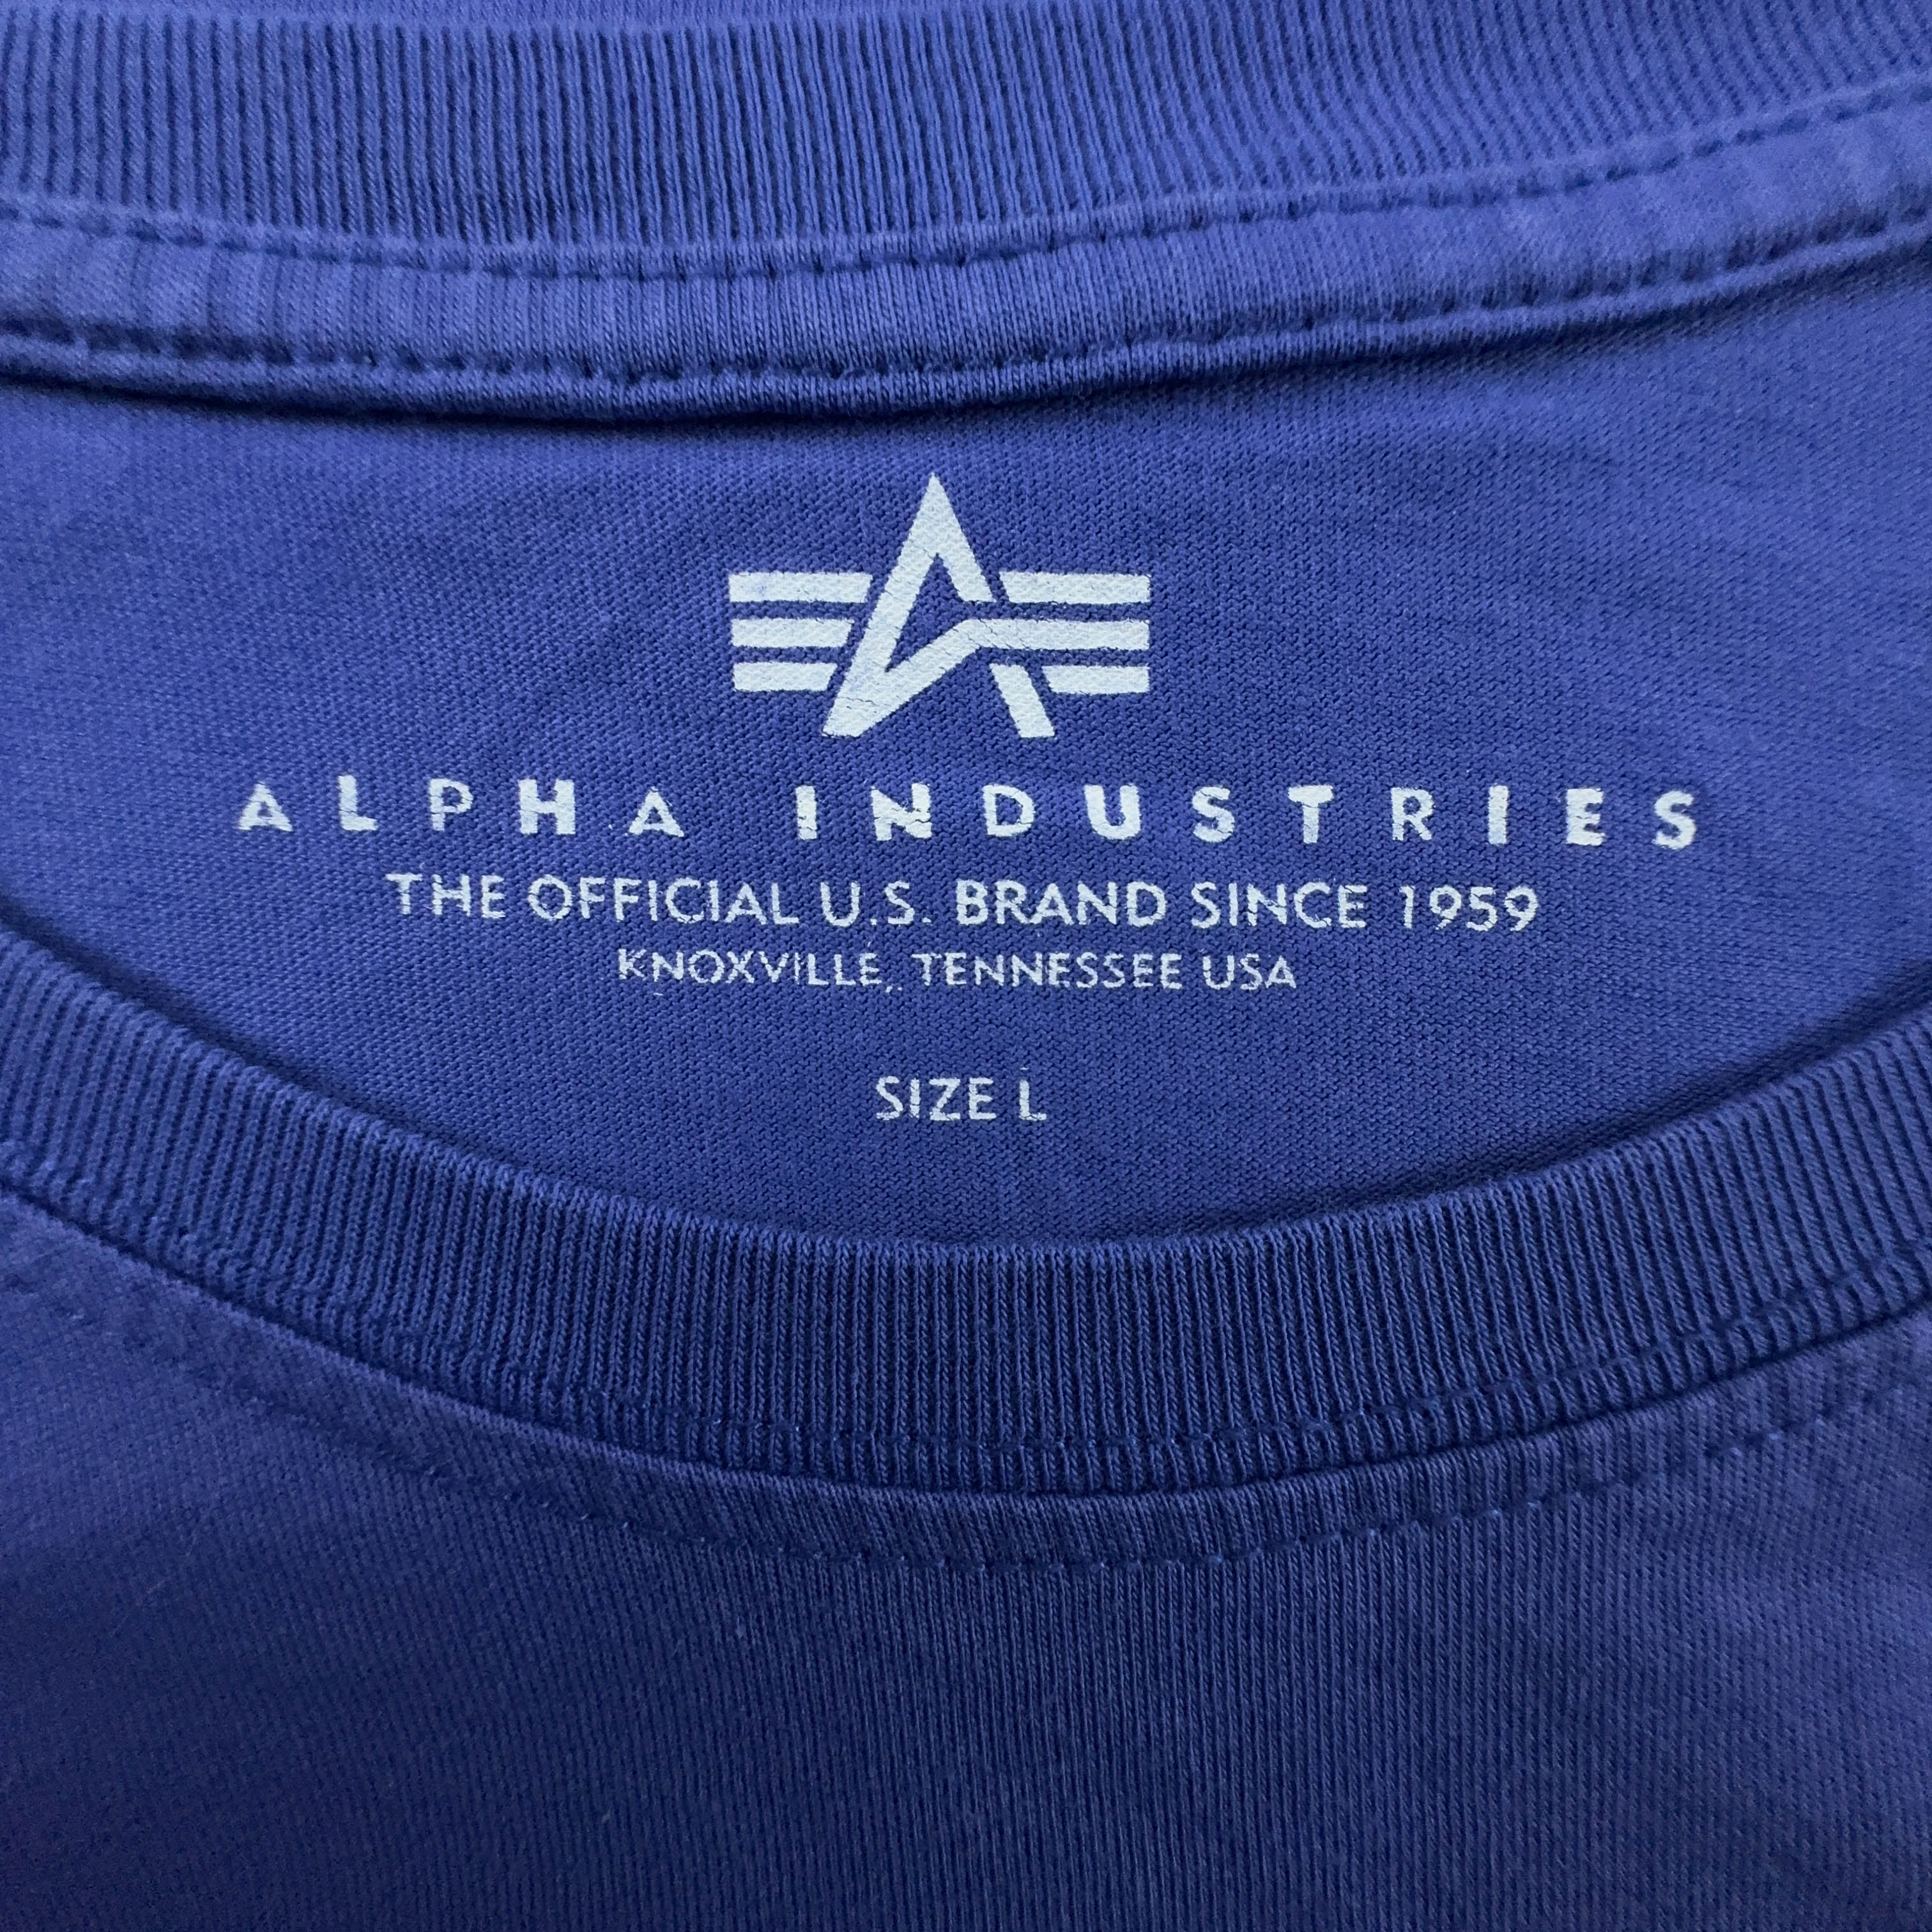 ALPHA INDUSTRIES
THE OFFICIAL U.S. BRAND SINCE 1959
KNOXVILLE, TENNESSEE USA
SIZE L